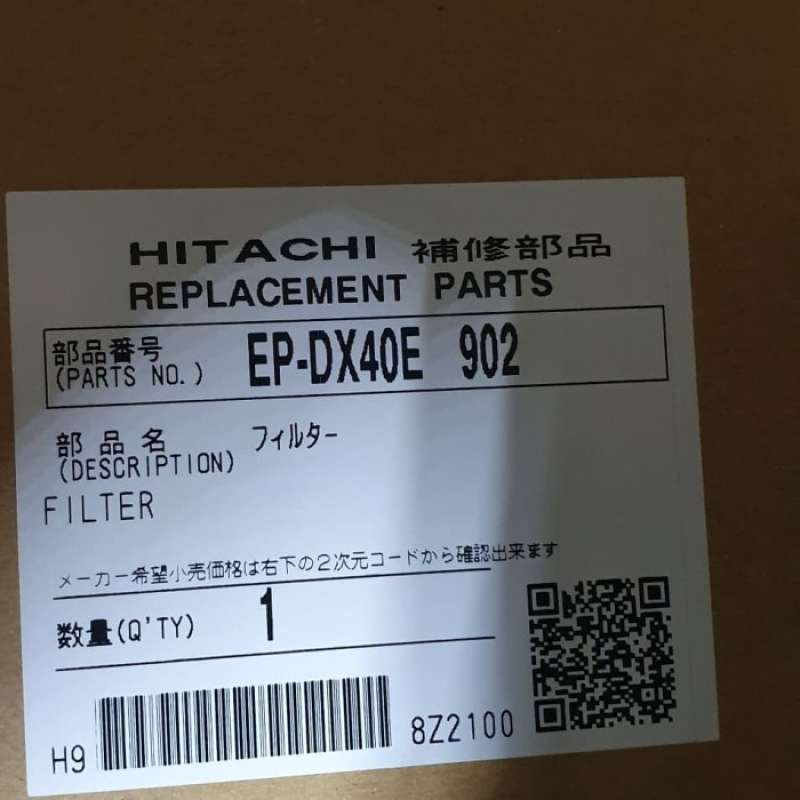 HITACHI 補修部品
REPLACEMENT PARTS
部品番号 EP-DX40E 902
(PARTS NO.)
部品名 フィルター
(DESCRIPTION)
FILTER
メーカー希望小売価格は右下の2次元コードから確認出来ます
数量(Q'TY) 1
H9 8Z2100